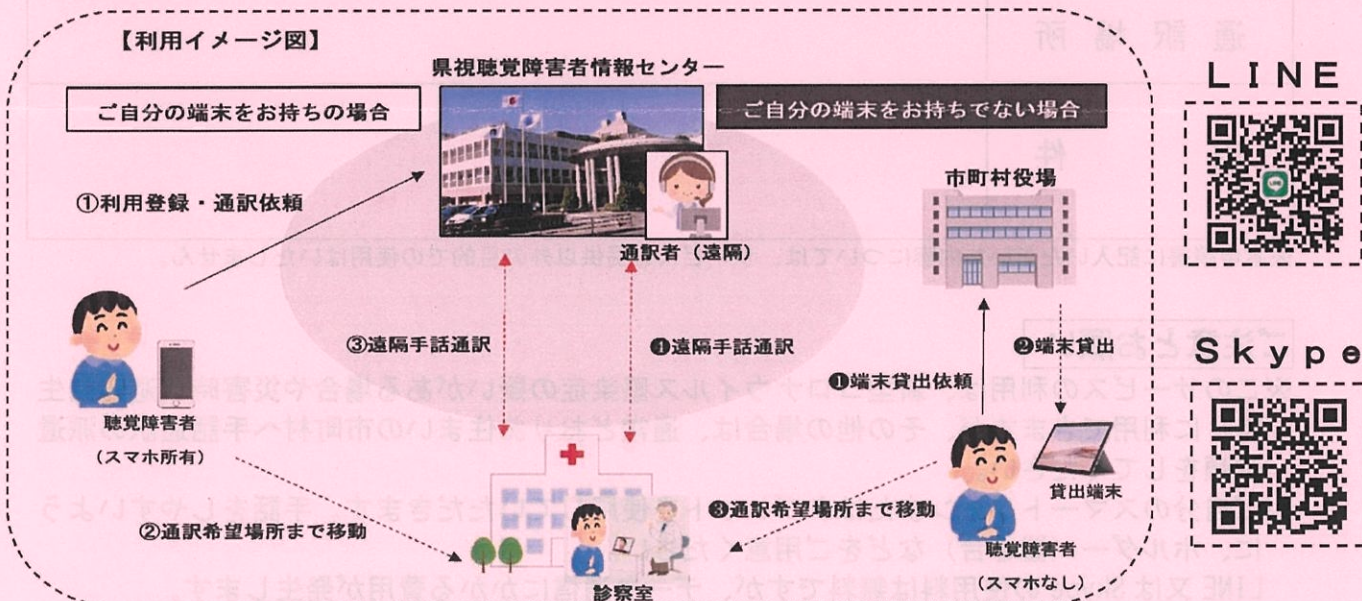 【利用イメージ図】
県視聴覚障害者情報センター
ご自分の端末をお持ちの場合
ご自分の端末をお持ちでない場合
LINE
①利用登録・通訳依頼
市町村役場
通訳者(遠隔)
③遠隔手話通訳
❹遠隔手話通訳
❶端末貸出依頼
❷端末貸出
Skype
聴覚障害者
(スマホ所有)
貸出端末
②通訳希望場所まで移動
❸通訳希望場所まで移動
聴覚障害者
(スマホなし)
診察室